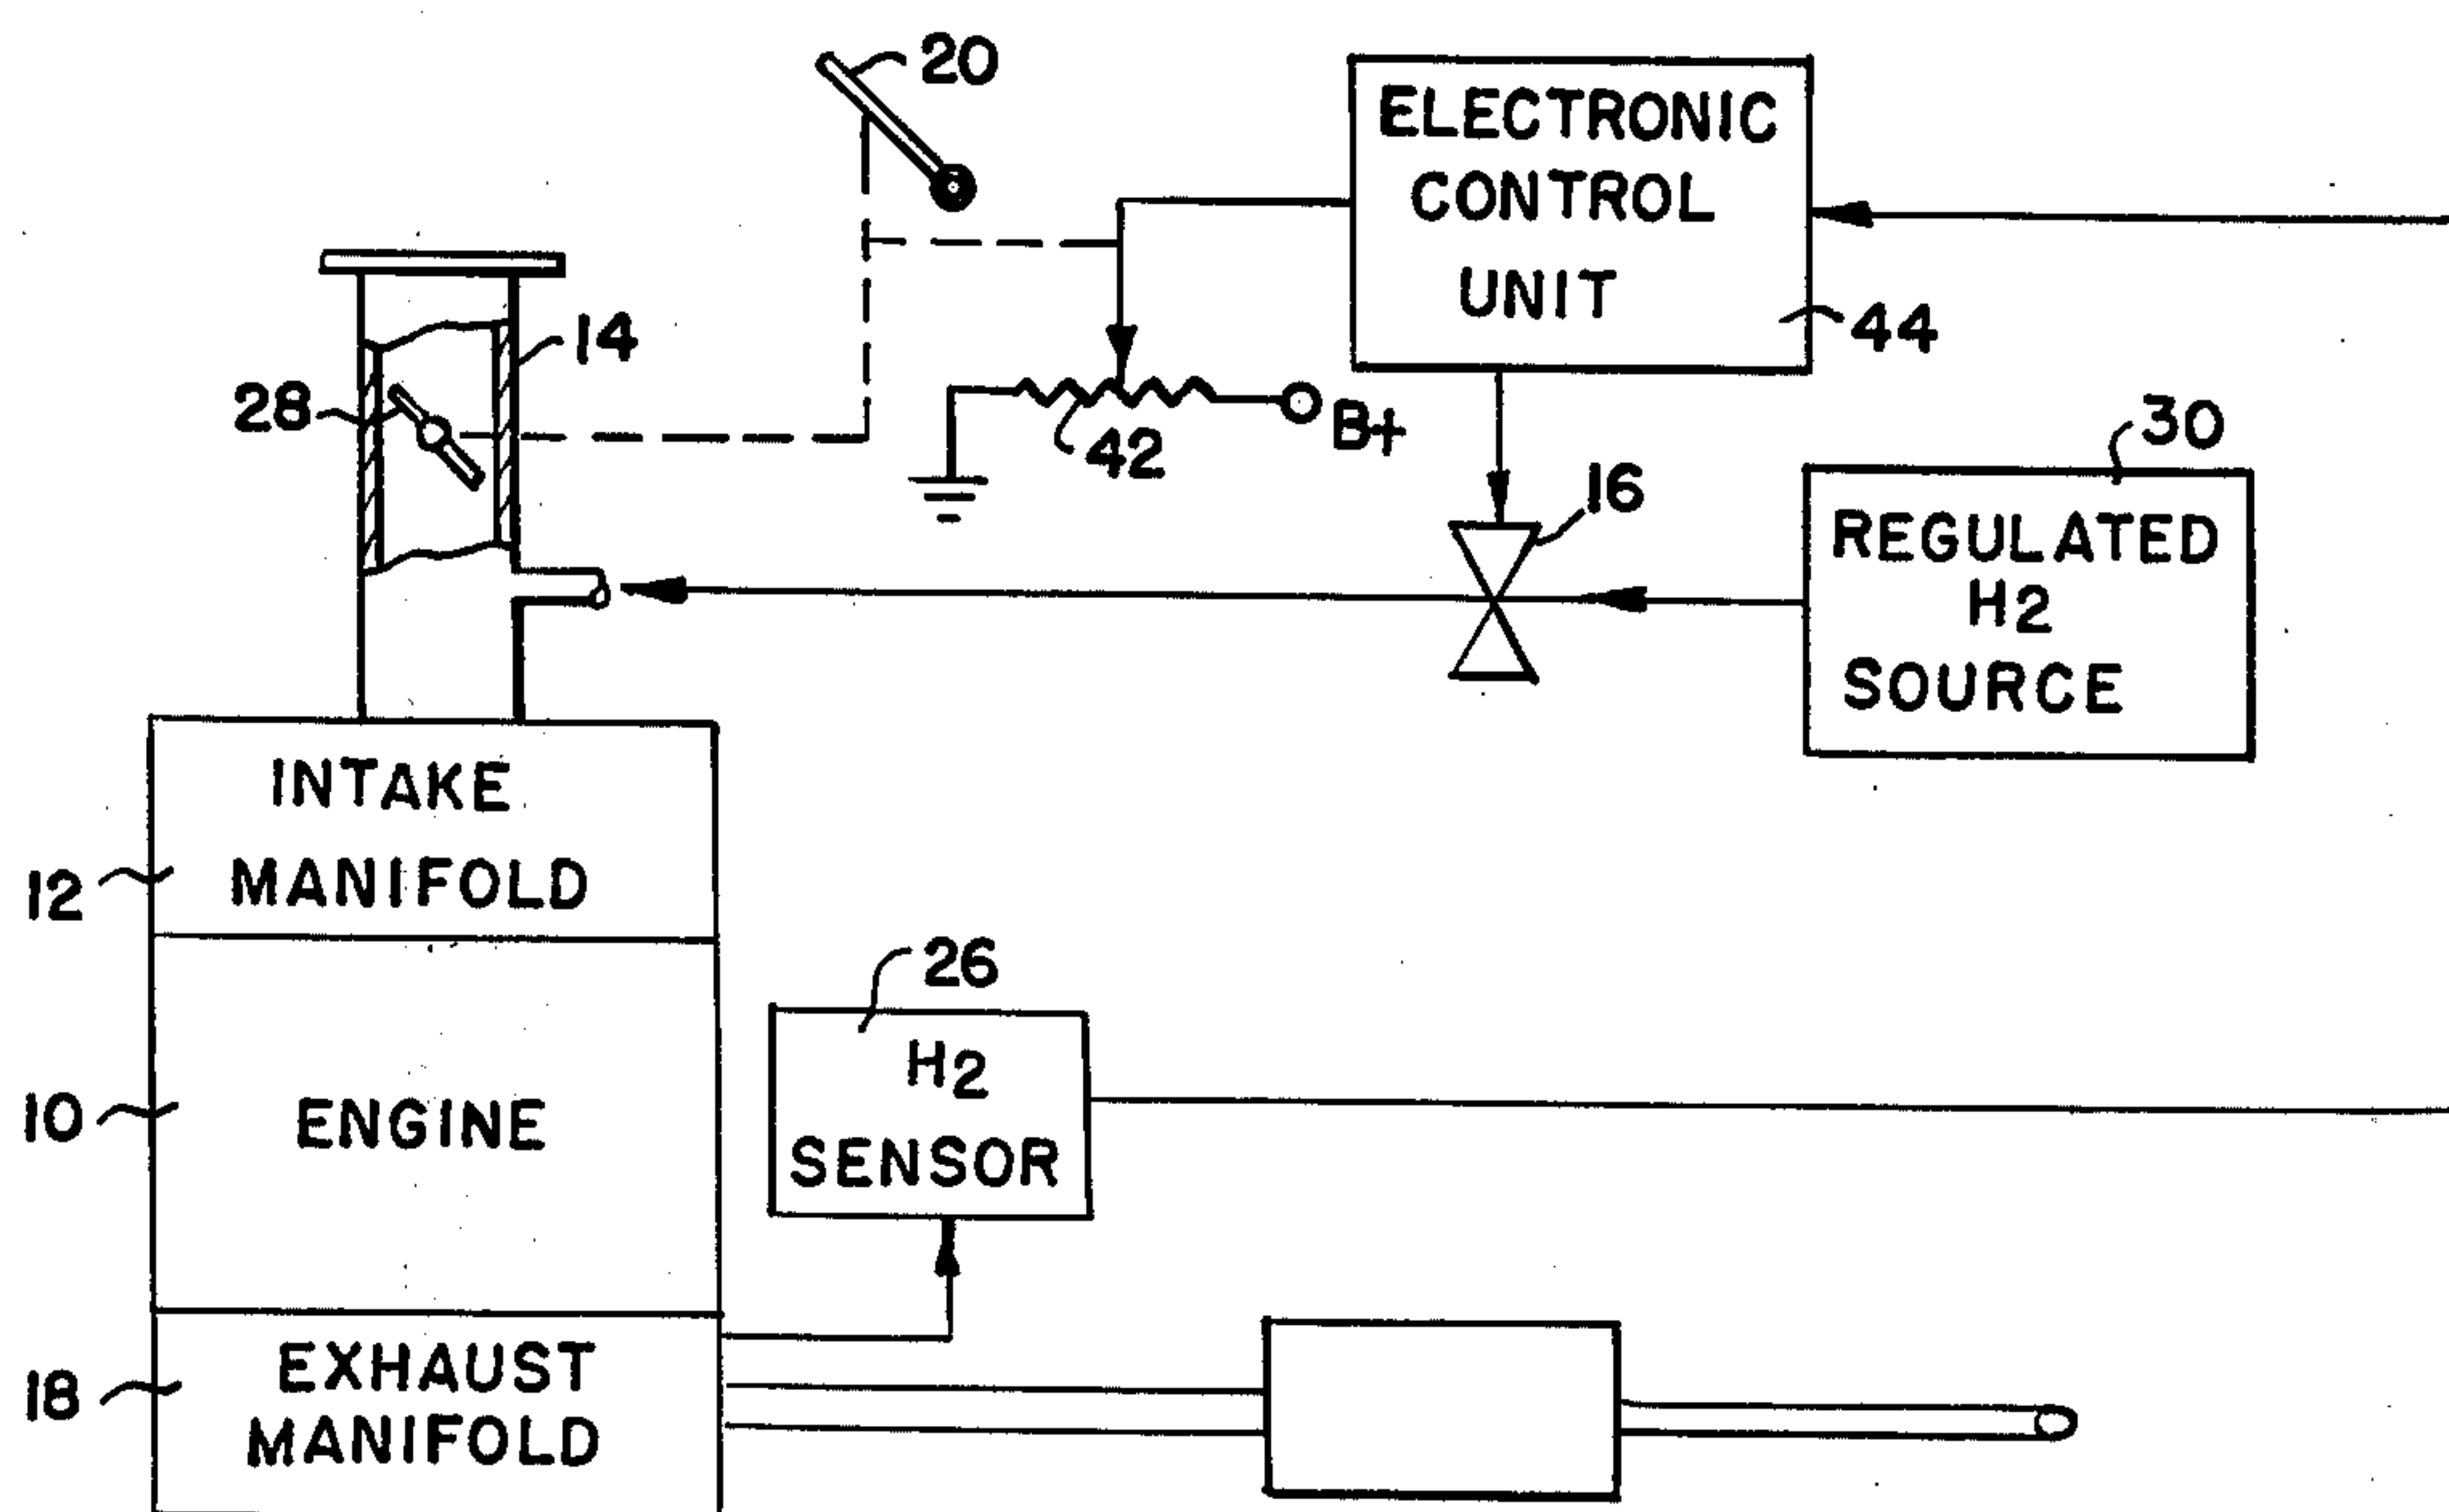 20
ELECTRONIC
CONTROL
UNIT
44
14
28
42
B+
16
30
REGULATED
H2
SOURCE
INTAKE
MANIFOLD
12
26
H2
SENSOR
10
ENGINE
18
EXHAUST
MANIFOLD